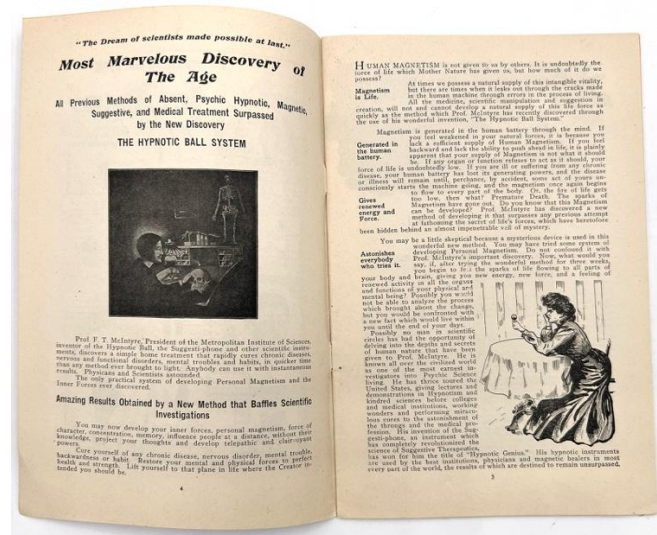 "The Dream of scientists made possible at last."
Most Marvelous Discovery of
The Age
All Previous Methods of Absent, Psychic Hypnotic, Magnetic,
Suggestive, and Medical Treatment Surpassed
by the New Discovery
THE HYPNOTIC BALL SYSTEM
Prof. F. T. McIntyre, President of the Metropolitan Institute of Sciences,
inventor of the Hypnotic Ball, the Suggesti-phone and other scientific instru-
ments, discovers a simple home treatment that rapidly cures chronic diseases,
nervous and functional disorders, mental troubles and habits, in quicker time
than any method ever brought to light. Anybody can use it with instantaneous
results. Physicians and Scientists astounded.
The only practical system of developing Personal Magnetism and the
Inner Forces ever discovered.
Amazing Results Obtained by a New Method that Baffles Scientific
Investigations
You may now develop your inner forces, personal magnetism, force of
character, concentration, memory, influence people at a distance, without their
knowledge, project your thoughts and develop telepathic and clairvoyant
powers.
Cure yourself of any chronic disease, nervous disorder, mental trouble,
backwardness or habit. Restore your mental and physical forces to perfect
health and strength. Lift yourself to that plane in life where the Creator in-
tended you should be.
4
HUMAN MAGNETISM is not given to us by others. It is undoubtedly the
force of life which Mother Nature has given us, but how much of it do we
possess?
Magnetism
is Life.
At times we possess a natural supply of this intangible vitality,
but there are times when it leaks out through the cracks made
in the human machine through errors in the process of living.
All the medicine, scientific manipulation and suggestion in
creation, will not and cannot develop a natural supply of this life force as
quickly as the method which Prof. McIntyre has recently discovered through
the use of his wonderful invention, "The Hypnotic Ball System."
Magnetism is generated in the human battery through the mind. If
Generated in
the human
battery.
you feel weakened in your natural forces, it is because you
lack a sufficient supply of Human Magnetism. If you feel
backward and lack the ability to push ahead in life, it is plainly
apparent that your supply of Magnetism is not what it should
be. If any organ or function refuses to act as it should, your
force of life is undoubtedly low. If you are ill or suffering from any chronic
disease, your human battery has lost its generating powers, and the disease
or illness will remain until, perchance, by accident, some act of yours un-
consciously starts the machine going, and the magnetism once again begins
Gives
renewed
energy and
Force.
to flow to every part of the body. Or, the fire of life gets
too low, then what? Premature Death. The sparks of
Magnetism have gone out. Do you know that this Magnetism
can be developed? Prof. McIntyre has discovered a new
method of developing it that surpasses any previous attempt
at fathoming the secret of life's forces, which have heretofore
been hidden behind an almost impenetrable veil of mystery.
You may be a little skeptical because a mysterious device is used in this
Astonishes
everybody
who tries it.
wonderful new method. You may have tried some system of
developing Personal Magnetism. Do not confound it with
Prof. McIntyre's important discovery. Now, what would you
say, if, after trying the wonderful method for three weeks,
you begin to feel the sparks of life flowing to all parts of
your body and brain, giving you new energy, new force, and a feeling of
renewed activity in all the organs
and functions of your physical and
mental being? Possibly you would
not be able to analyze the process
which brought about the change,
but you would be confronted with
a new fact which would live within
you until the end of your days.
Possibly no man in scientific
circles has had the opportunity of
delving into the depths and secrets
of human nature that have been
given to Prof. McIntyre. He is
known all over the civilized world
as one of the most earnest in-
vestigators into Psychic Science
living. He has thrice toured the
United States, giving lectures and
demonstrations in Hypnotism and
kindred sciences before colleges
and medical institutions, working
wonders and performing miracu-
lous cures to the astonishment of
the throngs and the medical pro-
fession. His invention of the Sug-
gesti-phone, an instrument which
has completely revolutionized the
science of Suggestive Therapeutics,
has won for him the title of "Hypnotic Genius." His hypnotic instruments
are used by the best institutions, physicians and magnetic healers in most
every part of the world, the results of which are destined to remain unsurpassed.